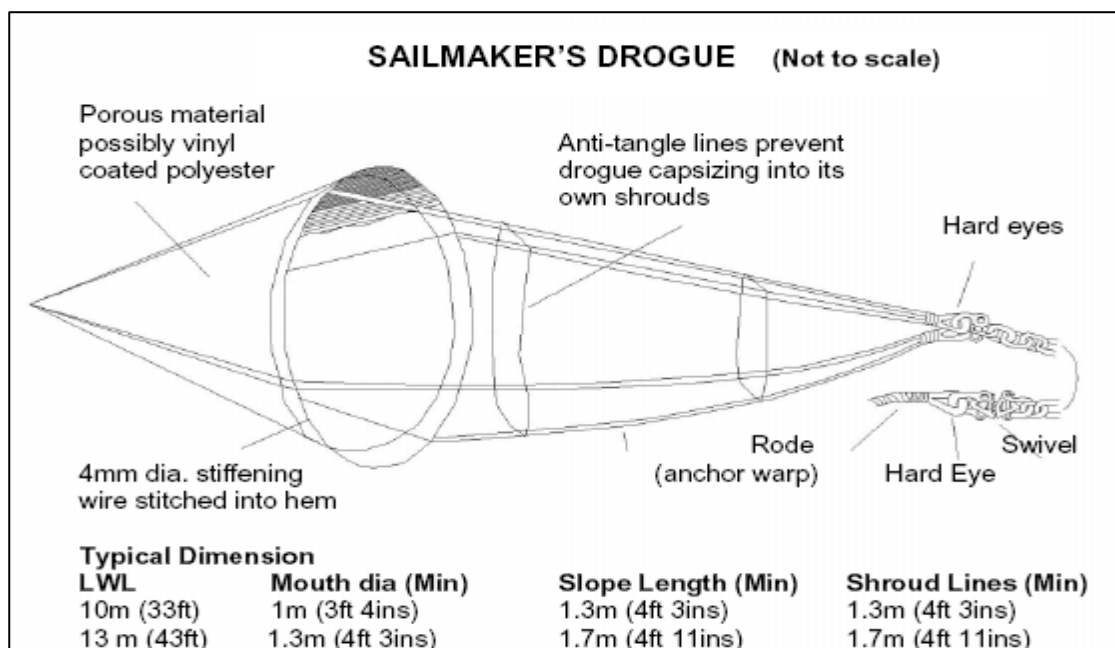 SAILMAKER'S DROGUE (Not to scale)
Porous material
possibly vinyl
coated polyester
Anti-tangle lines prevent
drogue capsizing into its
own shrouds
Hard eyes
4mm dia. stiffening
wire stitched into hem
Rode
(anchor warp)
Hard Eye
Swivel
Typical Dimension
LWL Mouth dia (Min) Slope Length (Min) Shroud Lines (Min)
10m (33ft) 1m (3ft 4ins) 1.3m (4ft 3ins) 1.3m (4ft 3ins)
13 m (43ft) 1.3m (4ft 3ins) 1.7m (4ft 11ins) 1.7m (4ft 11ins)